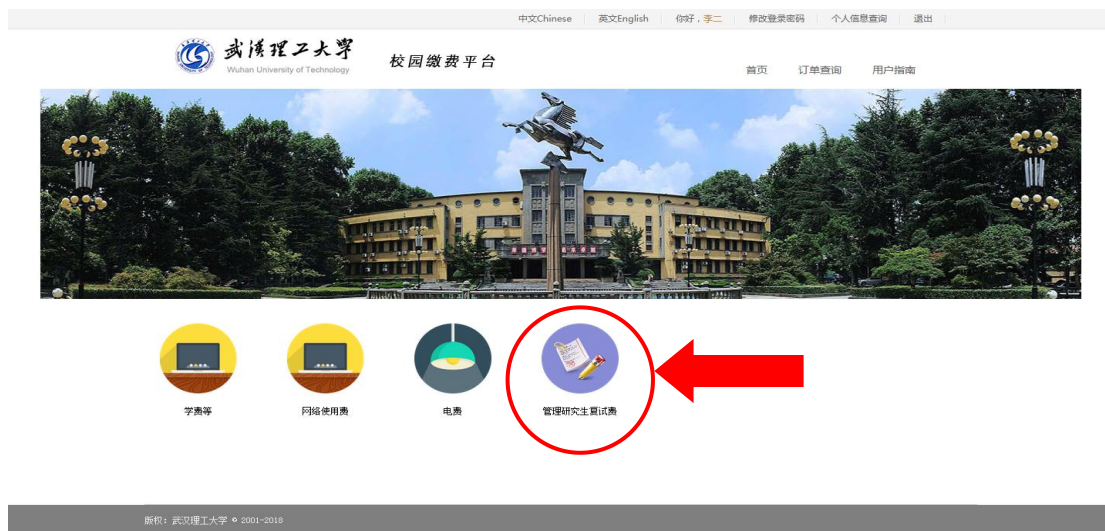 中文Chinese 英文English 你好，李二 修改登录密码 个人信息查询 退出
武汉理工大学
Wuhan University of Technology
校园缴费平台
首页 订单查询 用户指南
学费等 网络使用费 电费 管理研究生复试费
版权：武汉理工大学 © 2001-2018